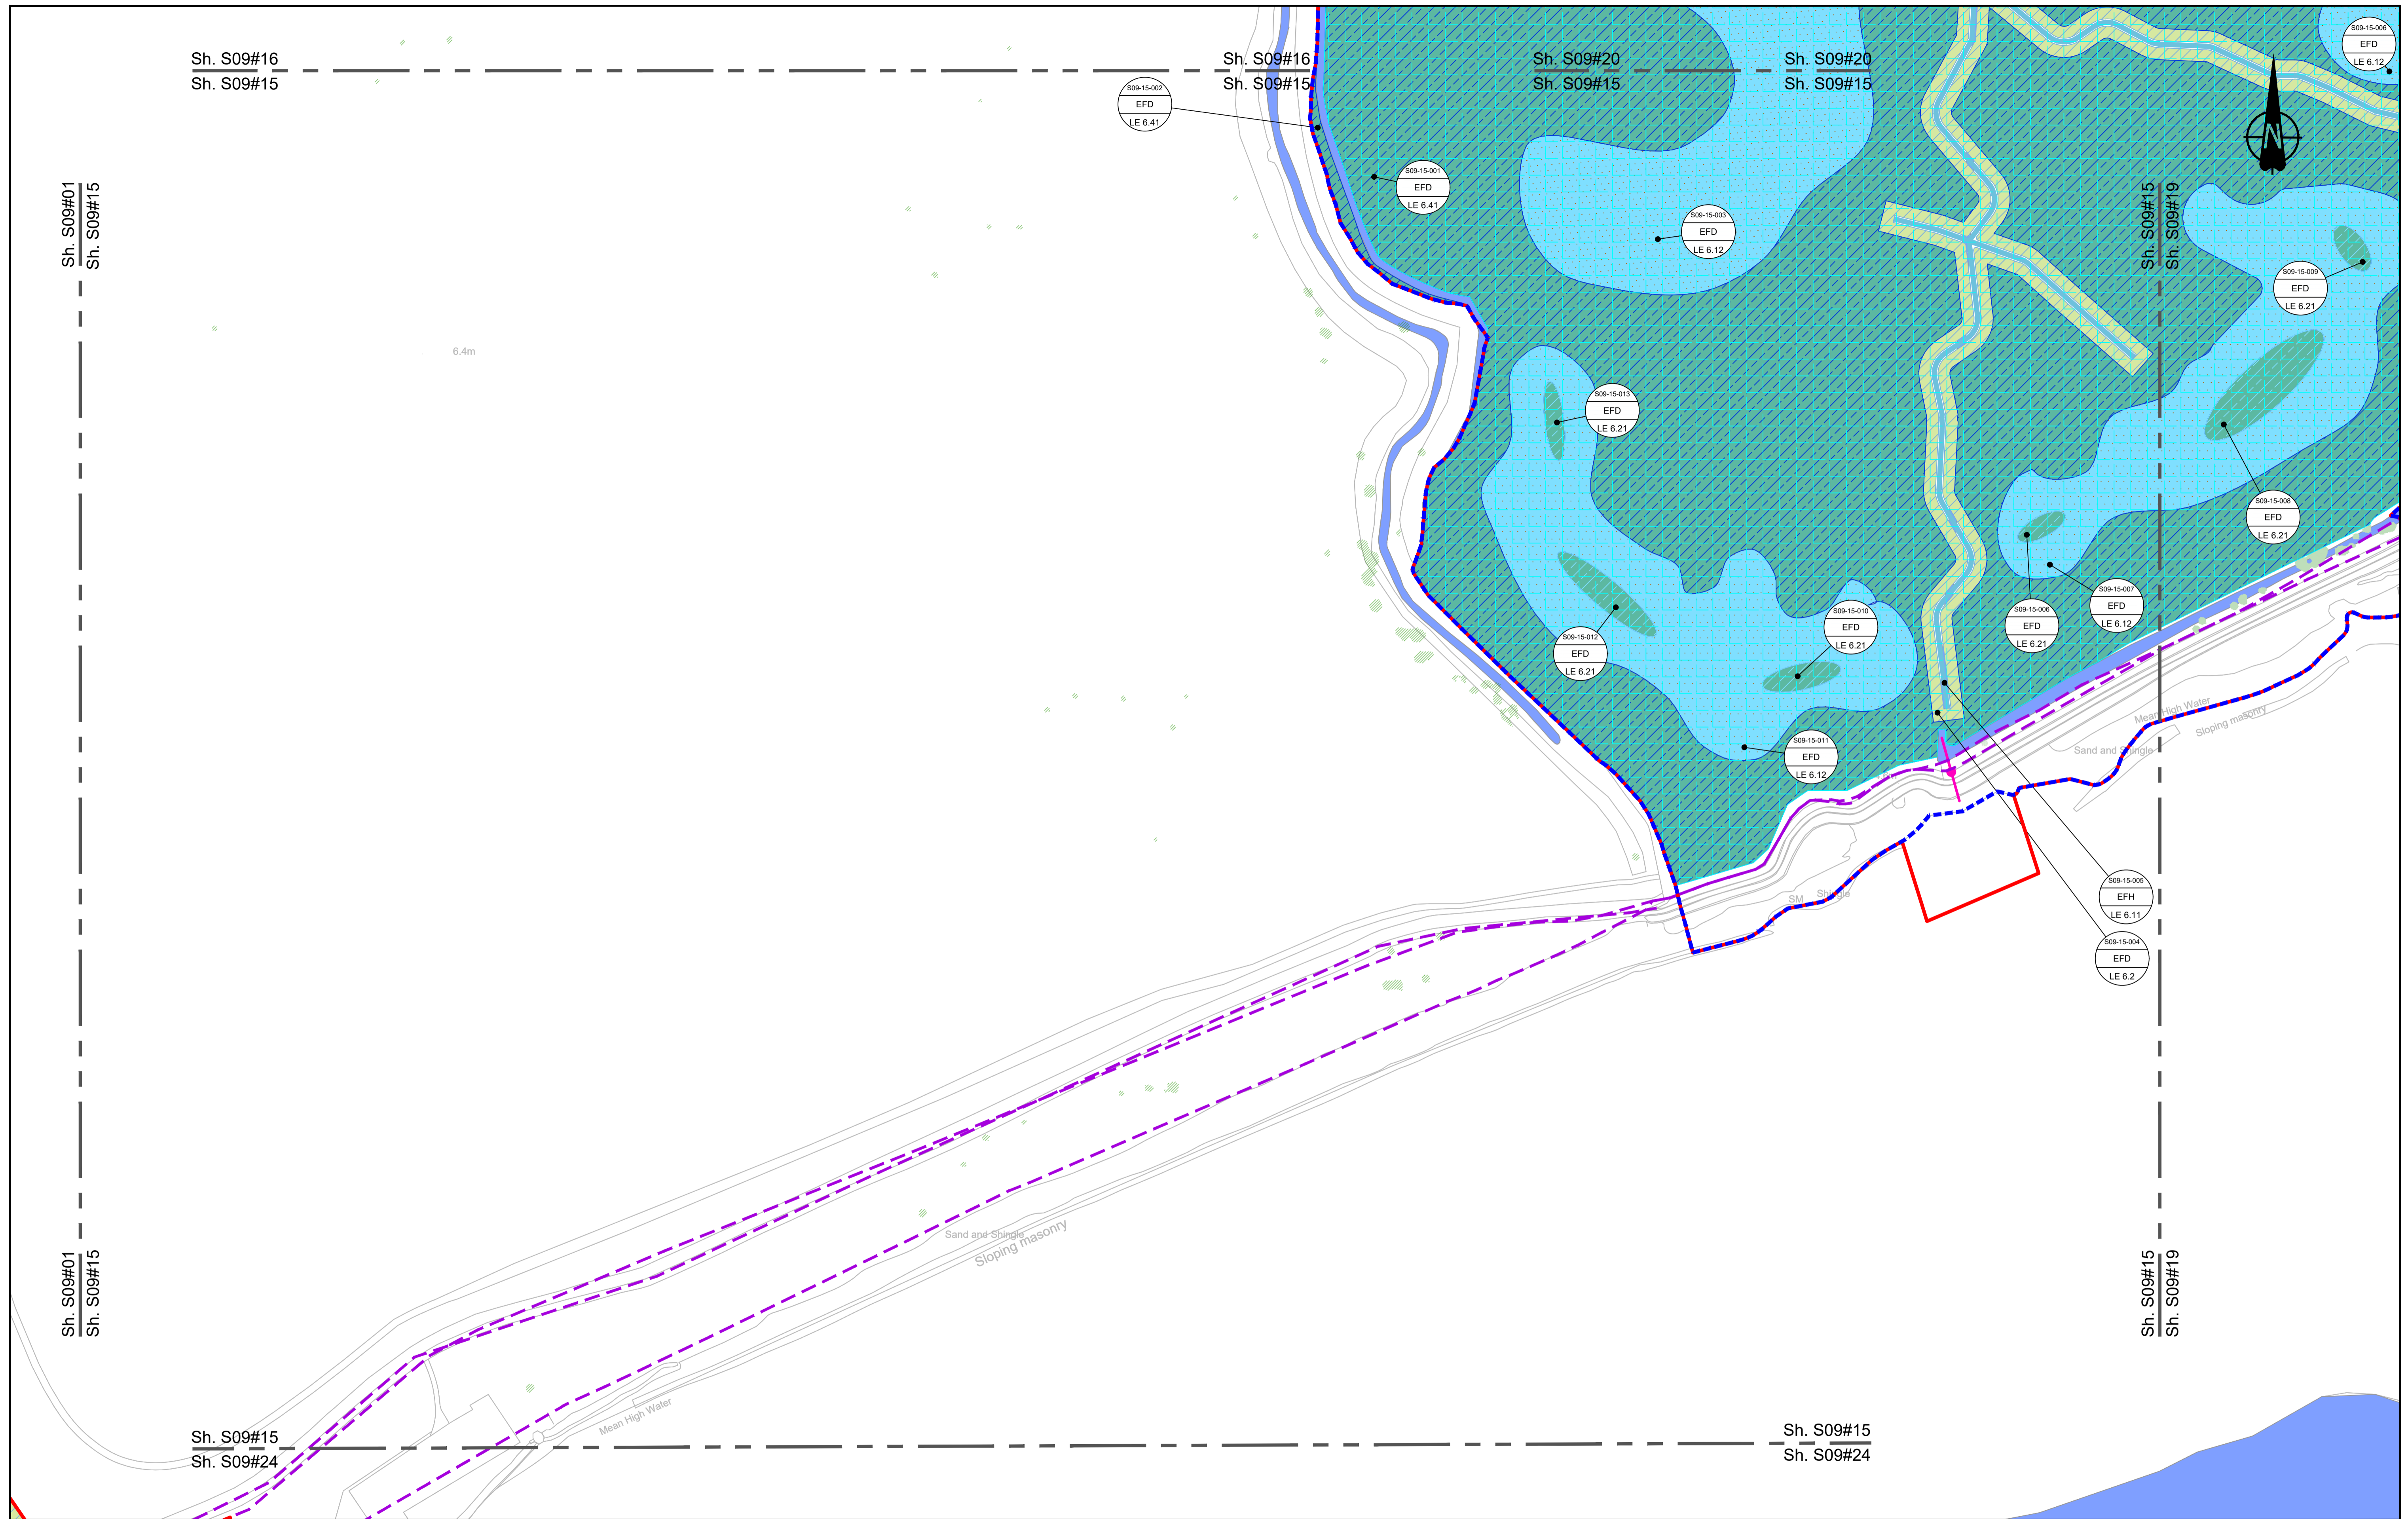 Sh. S09#16
Sh. S09#15
Sh. S09#16
Sh. S09#15
Sh. S09#20
Sh. S09#15
Sh. S09#20
Sh. S09#15
S09-15-006
EFD
LE 6.12
S09-15-002
EFD
LE 6.41
N
S09-15-001
EFD
LE 6.41
Sh. S09#01
Sh. S09#15
S09-15-003
EFD
LE 6.12
Sh. S09#15
Sh. S09#19
S09-15-009
EFD
LE 6.21
6.4m
S09-15-013
EFD
LE 6.21
S09-15-008
EFD
LE 6.21
S09-15-007
EFD
LE 6.12
S09-15-006
EFD
LE 6.21
S09-15-010
EFD
LE 6.21
S09-15-012
EFD
LE 6.21
Mean High Water
Sloping masonry
Sand and Shingle
S09-15-011
EFD
LE 6.12
SM
Shingle
S09-15-005
EFH
LE 6.11
S09-15-004
EFD
LE 6.2
Sand and Shingle
Sloping masonry
Sh. S09#01
Sh. S09#15
Sh. S09#15
Sh. S09#19
Mean High Water
Sh. S09#15
Sh. S09#24
Sh. S09#15
Sh. S09#24